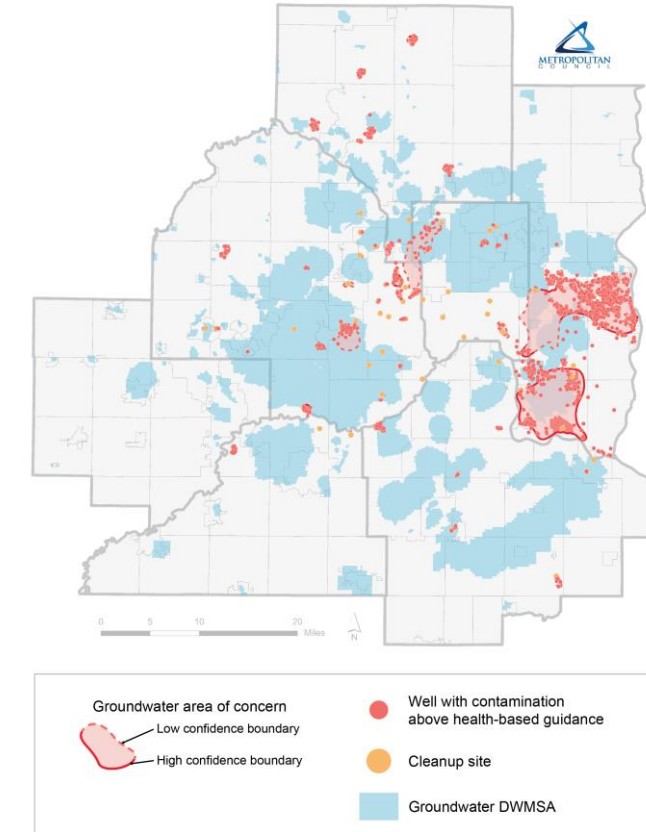 METROPOLITAN
COUNCIL
0 5 10 20
Miles
N
Groundwater area of concern
Low confidence boundary
High confidence boundary
Well with contamination
above health-based guidance
Cleanup site
Groundwater DWMSA